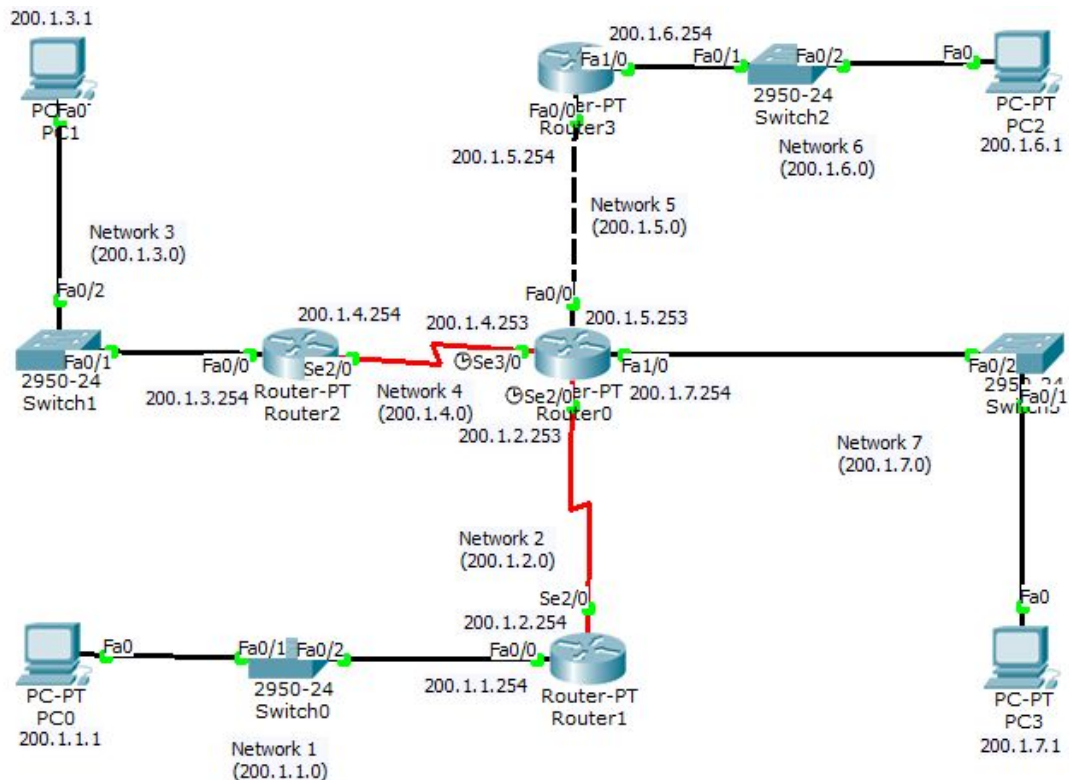 200.1.3.1
Fa0
PC1
Network 3
(200.1.3.0)
Fa0/2
Fa0/1
2950-24
Switch1
200.1.3.254
Fa0/0
200.1.4.254
Se2/0
Router-PT
Router2
Network 4
(200.1.4.0)
200.1.4.253
Se3/0
Se2/0
200.1.2.253
Router0
Fa0/0
200.1.5.253
Fa1/0
200.1.7.254
Network 5
(200.1.5.0)
200.1.5.254
Fa0/0
Router3
Fa1/0
200.1.6.254
Fa0/1
Fa0/2
2950-24
Switch2
Network 6
(200.1.6.0)
Fa0
PC-PT
PC2
200.1.6.1
Fa0/2
Fa0/1
Network 7
(200.1.7.0)
Fa0
PC-PT
PC3
200.1.7.1
Network 2
(200.1.2.0)
Se2/0
200.1.2.254
Fa0/0
200.1.1.254
Router-PT
Router1
Fa0/1
Fa0/2
2950-24
Switch0
Network 1
(200.1.1.0)
Fa0
PC-PT
PC0
200.1.1.1